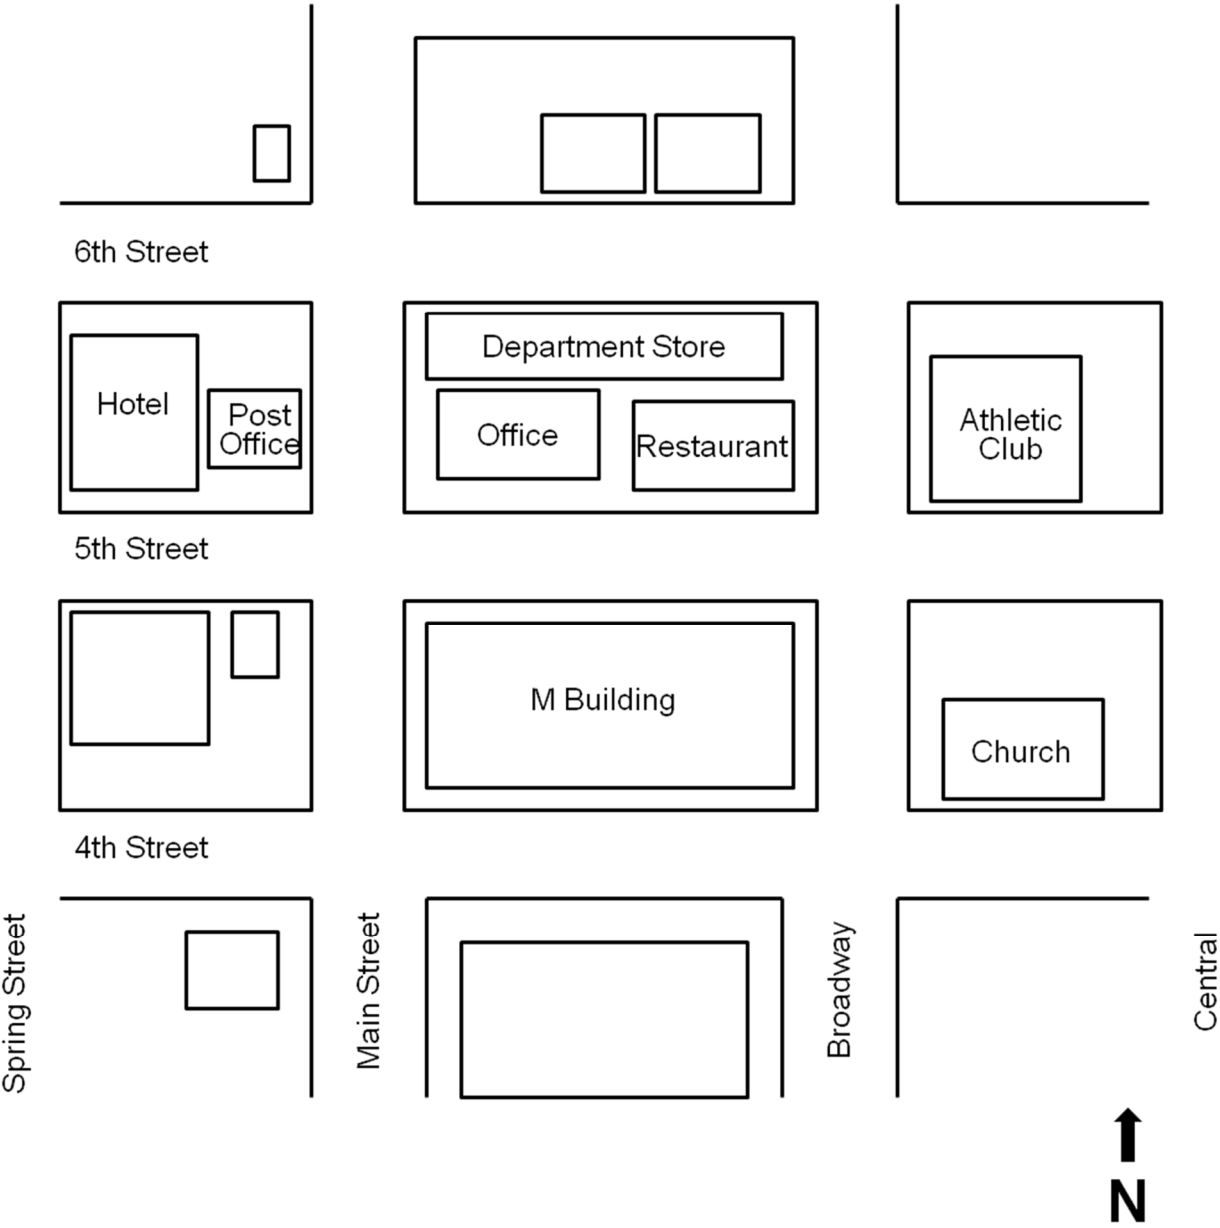 6th Street
Department Store
Hotel
Post
Office
Office
Restaurant
Athletic
Club
5th Street
M Building
Church
4th Street
Spring Street
Main Street
Broadway
Central
N